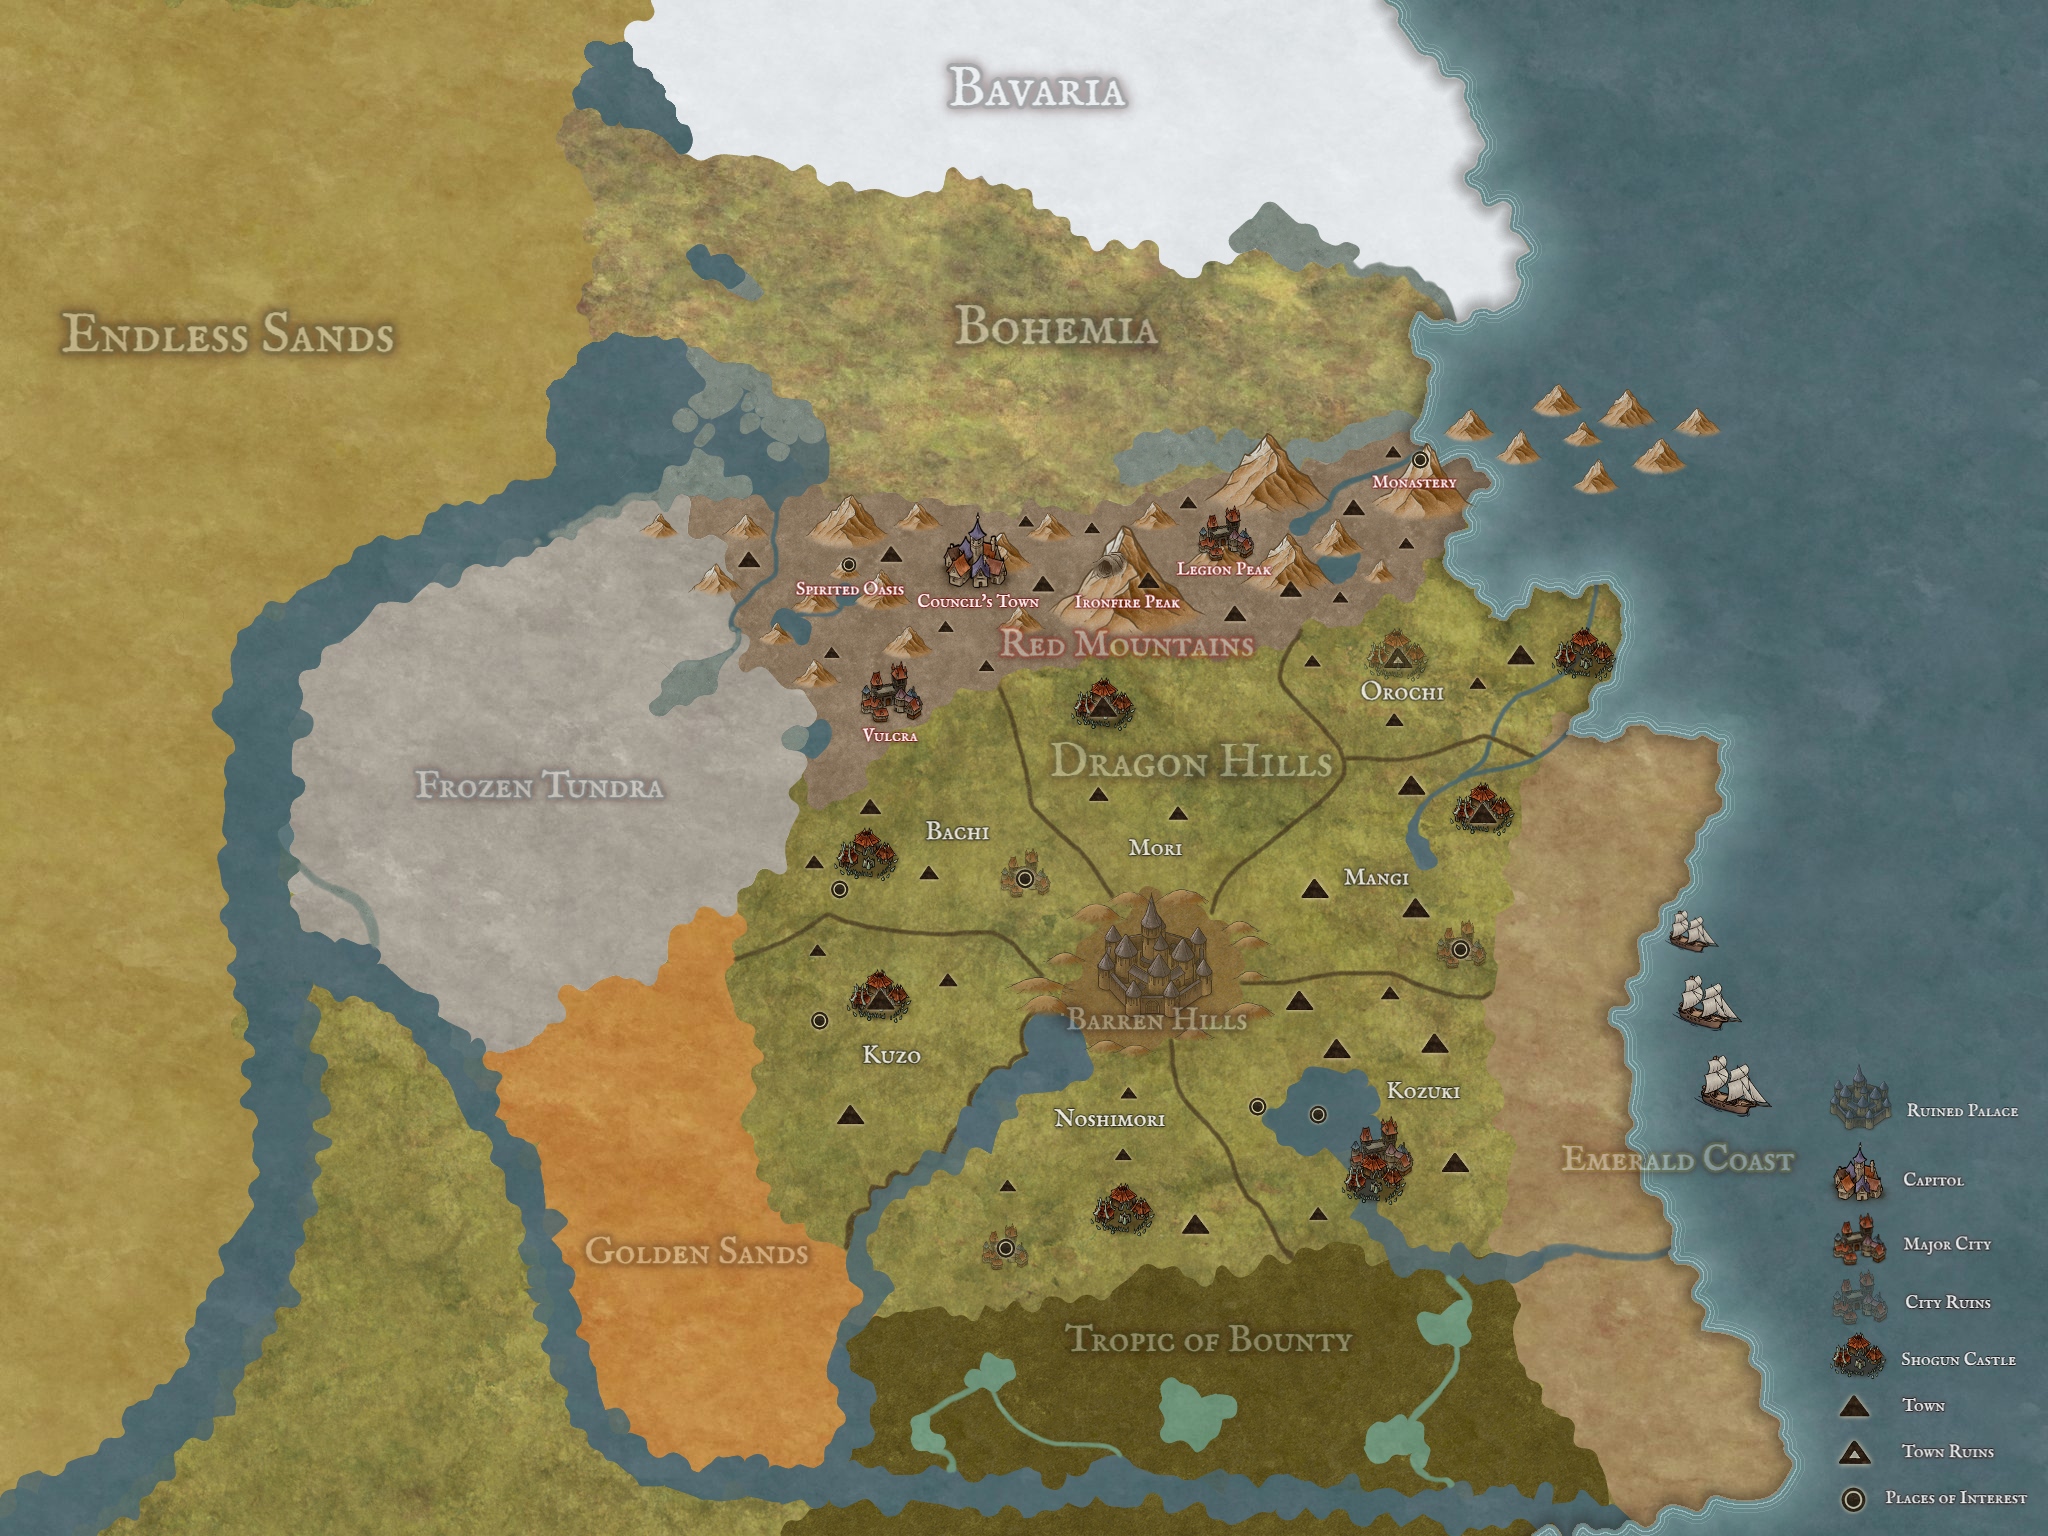 Bavaria
Endless Sands
Bohemia
Monastery
Legion Peak
Spirited Oasis
Council's Town
Ironfire Peak
Red Mountains
Orochi
Vulcra
Dragon Hills
Frozen Tundra
Bachi
Mori
Mangi
Barren Hills
Kuzo
Kozuki
Noshimori
Emerald Coast
Golden Sands
Tropic of Bounty
Ruined Palace
Capitol
Major City
City Ruins
Shogun Castle
Town
Town Ruins
Places of Interest